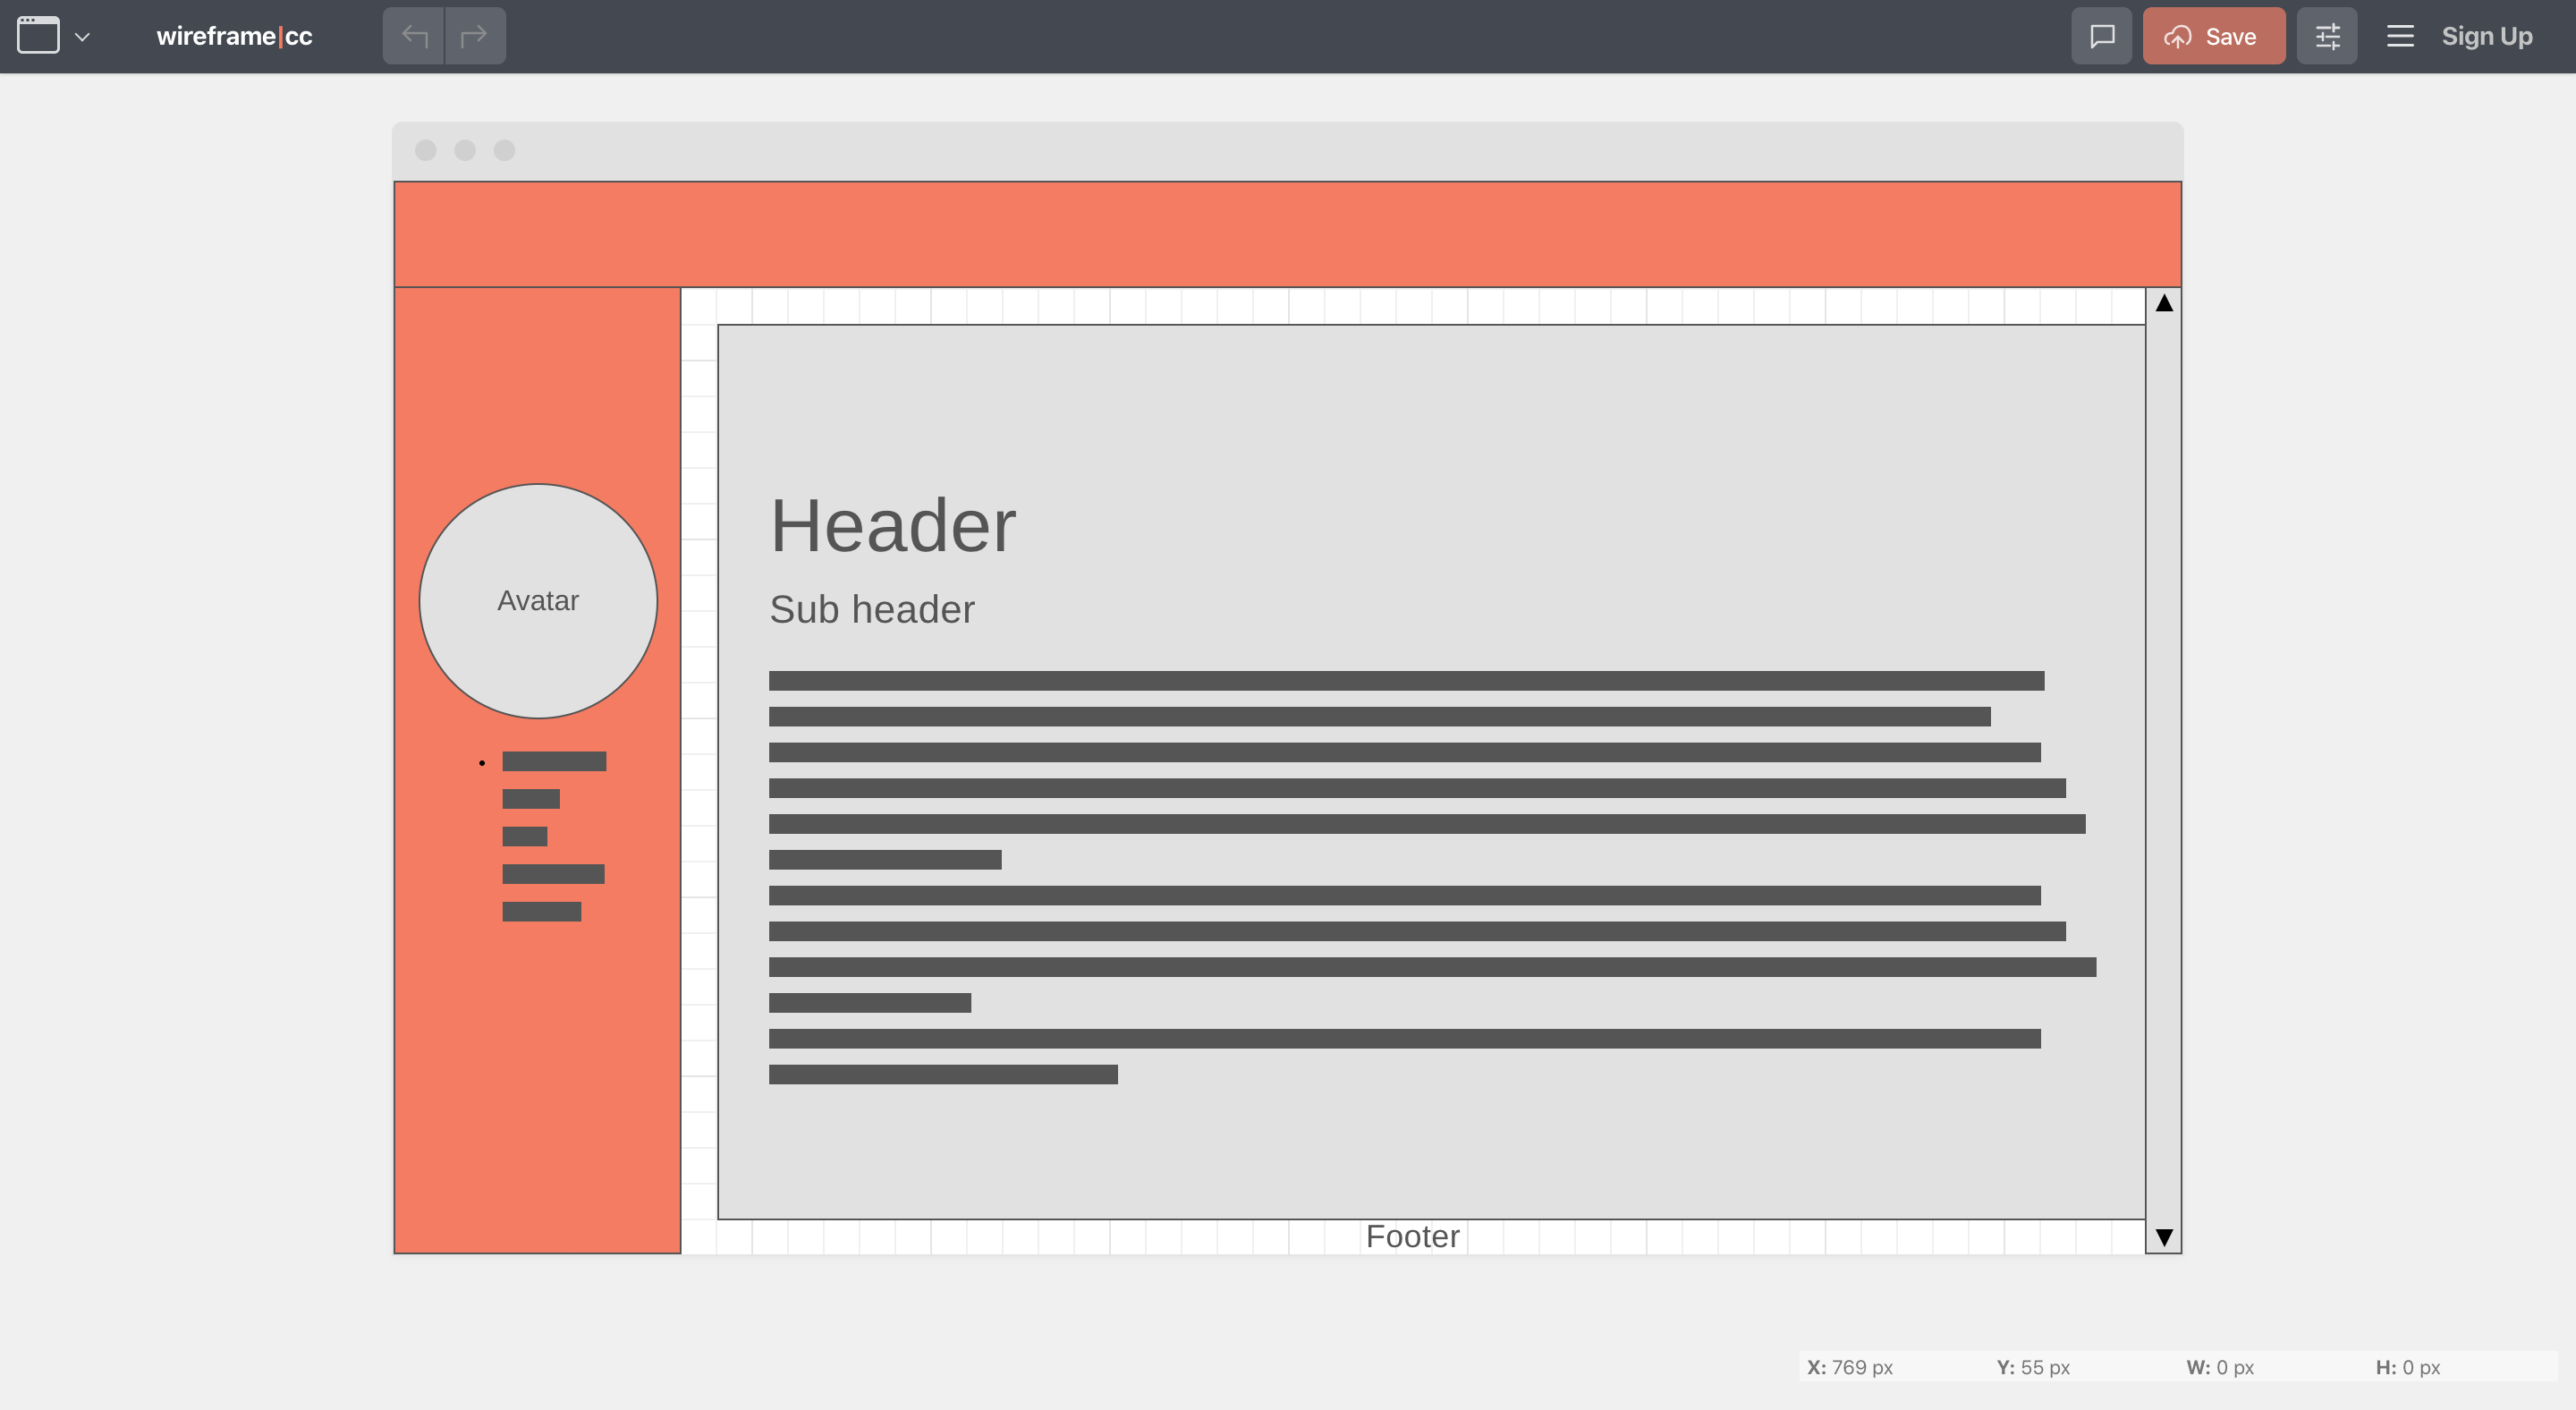 wireframe|cc
Save
Sign Up
Header
Avatar
Sub header
Footer
X: 769 px Y: 55 px W: 0 px H: 0 px